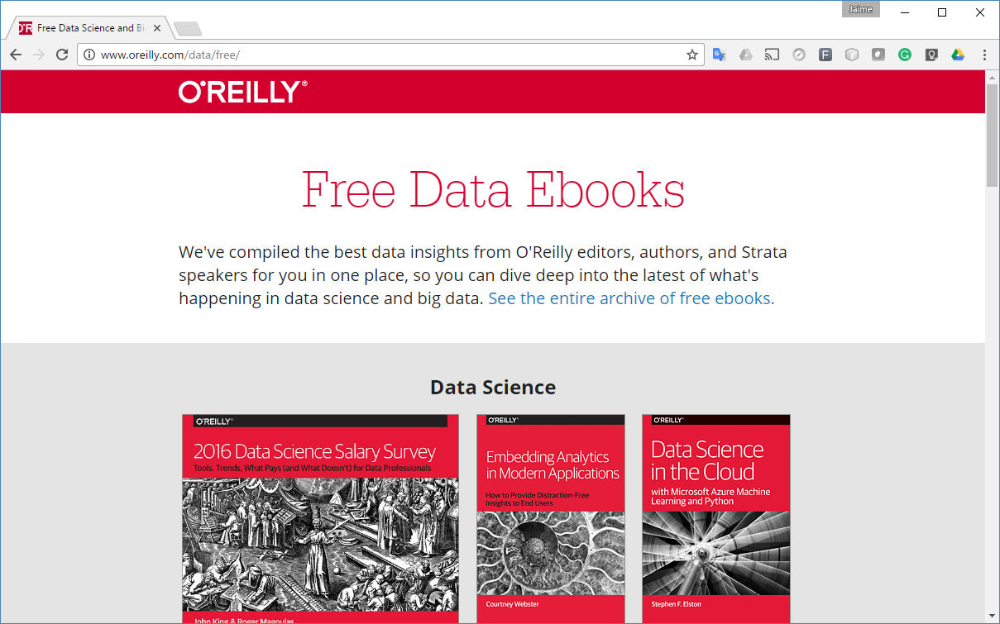 Jaime
Free Data Science and Bi
www.oreilly.com/data/free/
O'REILLY®
Free Data Ebooks
We've compiled the best data insights from O'Reilly editors, authors, and Strata
speakers for you in one place, so you can dive deep into the latest of what's
happening in data science and big data. See the entire archive of free ebooks.
Data Science
O'REILLY®
2016 Data Science Salary Survey
Tools, Trends, What Pays (and What Doesn't) for Data Professionals
John King & Roger Magoulas
O'REILLY®
Embedding Analytics
in Modern Applications
How to Provide Distraction-Free
Insights to End Users
Courtney Webster
O'REILLY®
Data Science
in the Cloud
with Microsoft Azure Machine
Learning and Python
Stephen F. Elston